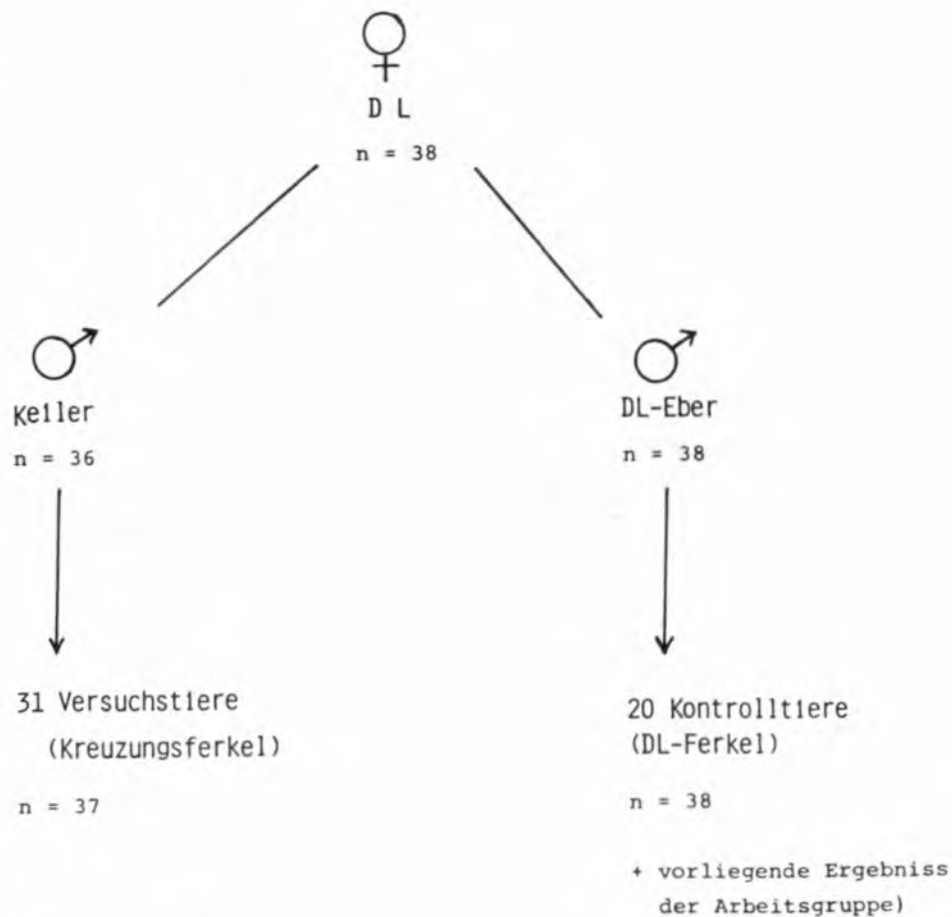 D L
n = 38
Keiler
n = 36
DL-Eber
n = 38
31 Versuchstiere
(Kreuzungsferkel)
n = 37
20 Kontrolltiere
(DL-Ferkel)
n = 38
+ vorliegende Ergebniss
der Arbeitsgruppe)